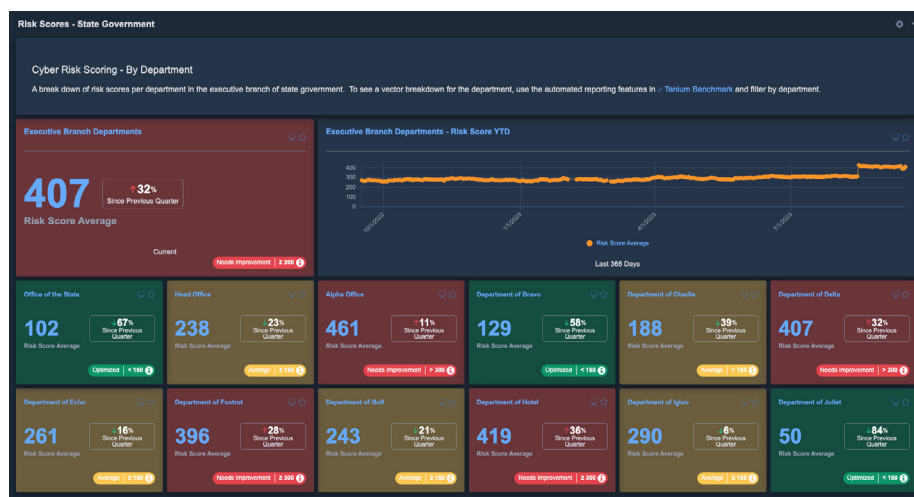 Risk Scores - State Government
Cyber Risk Scoring - By Department
A break down of risk scores per department in the executive branch of state government. To see a vector breakdown for the department, use the automated reporting features in Tanium Benchmark and filter by department.
Executive Branch Departments
407
↑32%
Since Previous Quarter
Risk Score Average
Current
Needs Improvement | ≥ 300
Executive Branch Departments - Risk Score YTD
400
300
200
100
0
10/1/2022
1/1/2023
4/1/2023
7/1/2023
Risk Score Average
Last 365 Days
Office of the State
102
↓67%
Since Previous
Quarter
Risk Score Average
Optimized | < 150
Head Office
238
↓23%
Since Previous
Quarter
Risk Score Average
Average | ≥ 150
Alpha Office
461
↑11%
Since Previous
Quarter
Risk Score Average
Needs Improvement | > 300
Department of Bravo
129
↓58%
Since Previous
Quarter
Risk Score Average
Optimized | < 150
Department of Charlie
188
↓39%
Since Previous
Quarter
Risk Score Average
Average | > 150
Department of Delta
407
↑32%
Since Previous
Quarter
Risk Score Average
Needs Improvement | > 300
Department of Echo
261
↓16%
Since Previous
Quarter
Risk Score Average
Average | ≥ 150
Department of Foxtrot
396
↑28%
Since Previous
Quarter
Risk Score Average
Needs Improvement | ≥ 300
Department of Golf
243
↓21%
Since Previous
Quarter
Risk Score Average
Average | ≥ 150
Department of Hotel
419
↑36%
Since Previous
Quarter
Risk Score Average
Needs Improvement | ≥ 300
Department of Igloo
290
↓6%
Since Previous
Quarter
Risk Score Average
Average | ≥ 150
Department of Juliet
50
↓84%
Since Previous
Quarter
Risk Score Average
Optimized | < 150